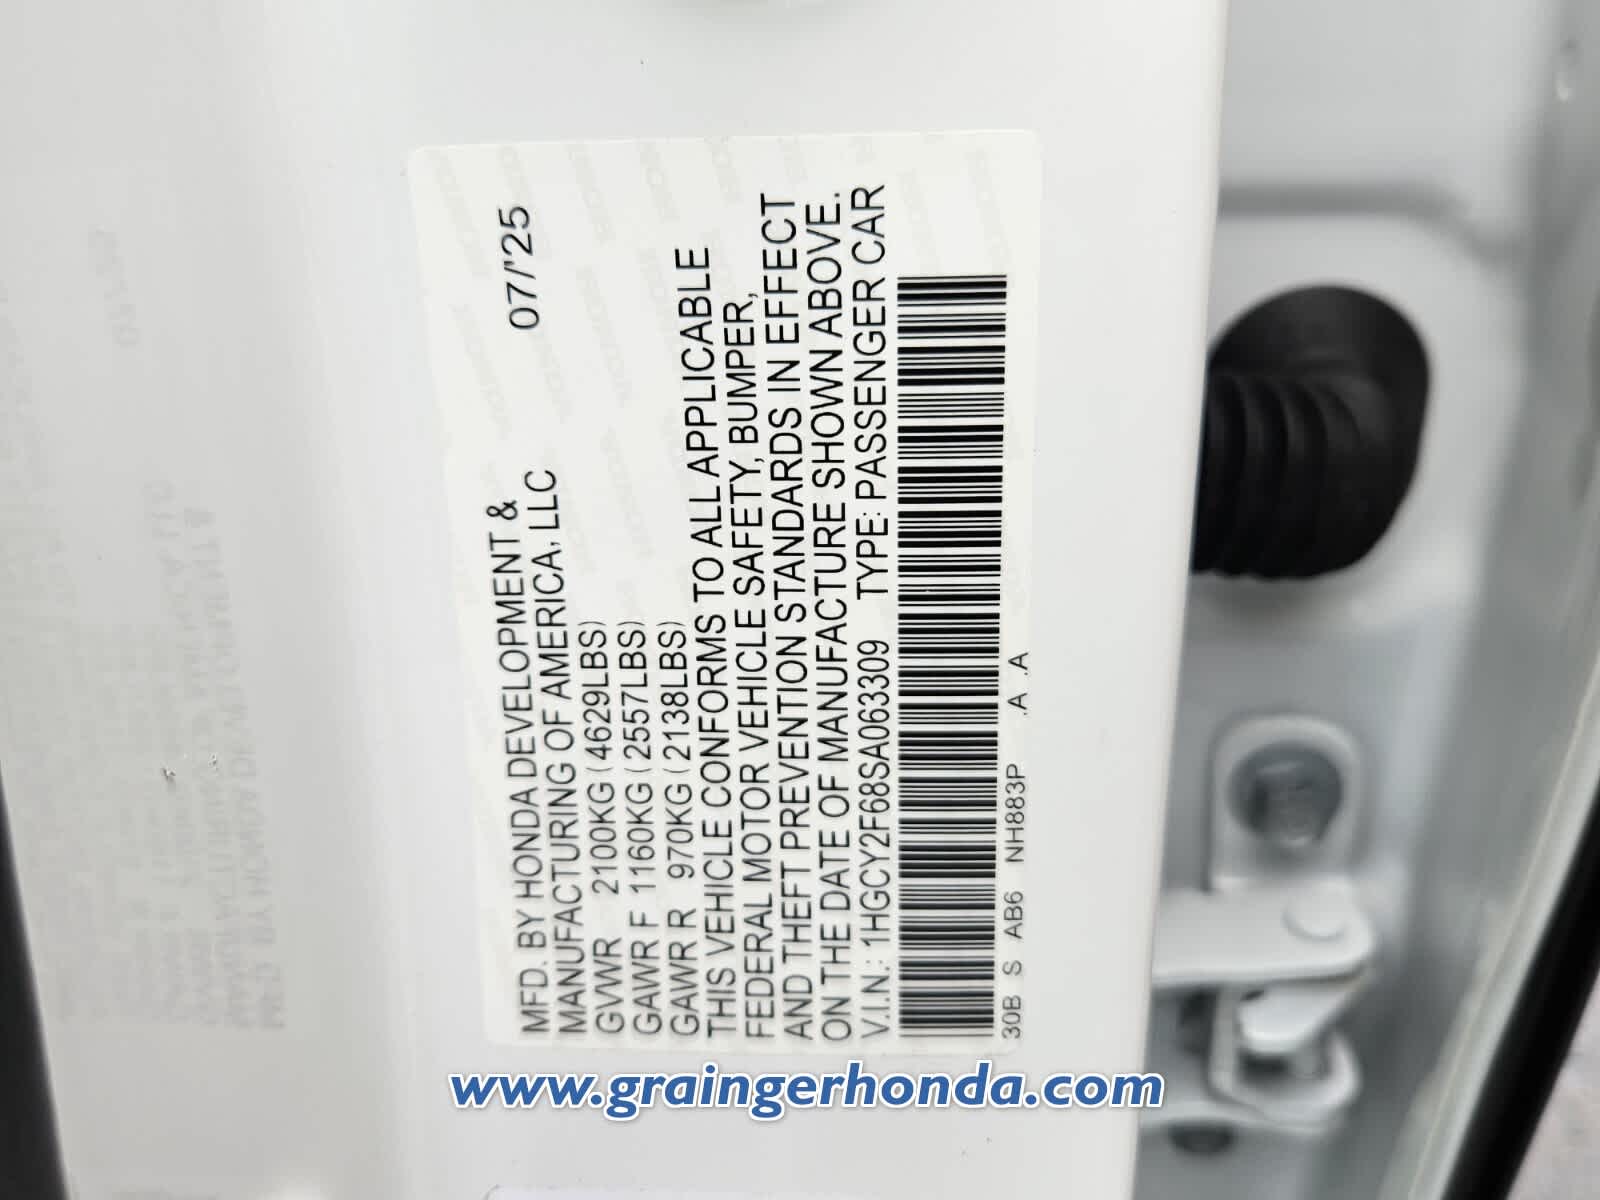 MFD. BY HONDA DEVELOPMENT & 07/'25
MANUFACTURING OF AMERICA, LLC
GVWR 2100KG (4629LBS)
GAWR F 1160KG (2557LBS)
GAWR R 970KG (2138LBS)
THIS VEHICLE CONFORMS TO ALL APPLICABLE
FEDERAL MOTOR VEHICLE SAFETY, BUMPER,
AND THEFT PREVENTION STANDARDS IN EFFECT
ON THE DATE OF MANUFACTURE SHOWN ABOVE.
V.I.N.: 1HGCY2F68SA063309 TYPE: PASSENGER CAR
30B S AB6 NH883P .A .A
www.graingerhonda.com